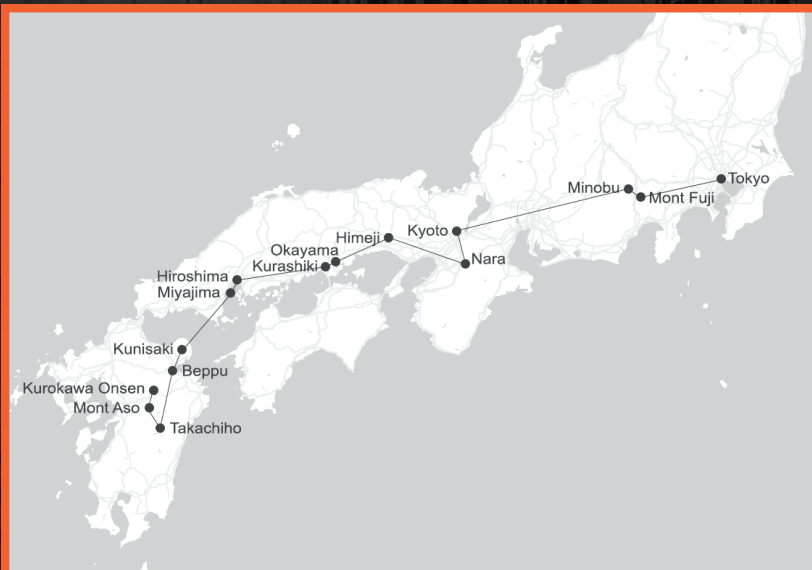 Tokyo
Minobu
Mont Fuji
Kyoto
Himeji
Okayama
Nara
Kurashiki
Hiroshima
Miyajima
Kunisaki
Beppu
Kurokawa Onsen
Mont Aso
Takachiho